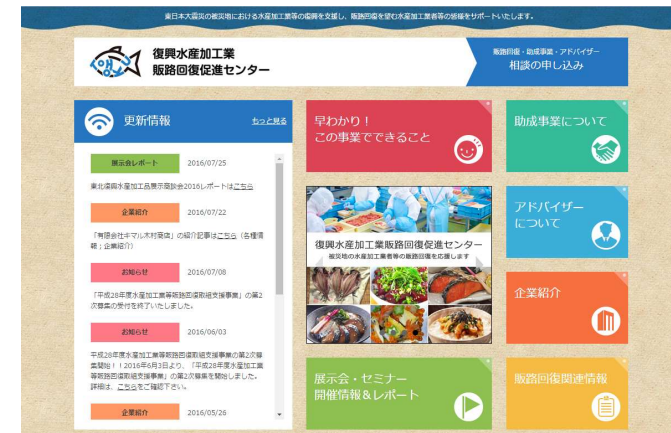 東日本大震災の被災地における水産加工業等の復興を支援し、販路回復を望む水産加工業者等の皆様をサポートいたします。
復興水産加工業
販路回復促進センター
販路回復・助成事業・アドバイザー
相談の申し込み
更新情報
もっと見る
展示会レポート 2016/07/25
東北復興水産加工品展示商談会2016レポートはこちら
企業紹介 2016/07/22
「有限会社キマル木村商店」の紹介記事はこちら（各種情
報；企業紹介）
お知らせ 2016/07/08
「平成28年度水産加工業等販路回復取組支援事業」の第2
次募集の受付を終了いたしました。
お知らせ 2016/06/03
平成28年度水産加工業等販路回復取組支援事業の第2次募
集開始！！2016年6月3日より、「平成28年度水産加工業
等販路回復取組支援事業」の第2次募集を開始しました。
詳細は、こちらをご確認下さい。
企業紹介 2016/05/26
早わかり！
この事業でできること
助成事業について
復興水産加工業販路回復促進センター
被災地の水産加工業者等の販路回復を応援します
アドバイザー
について
企業紹介
展示会・セミナー
開催情報＆レポート
販路回復関連情報